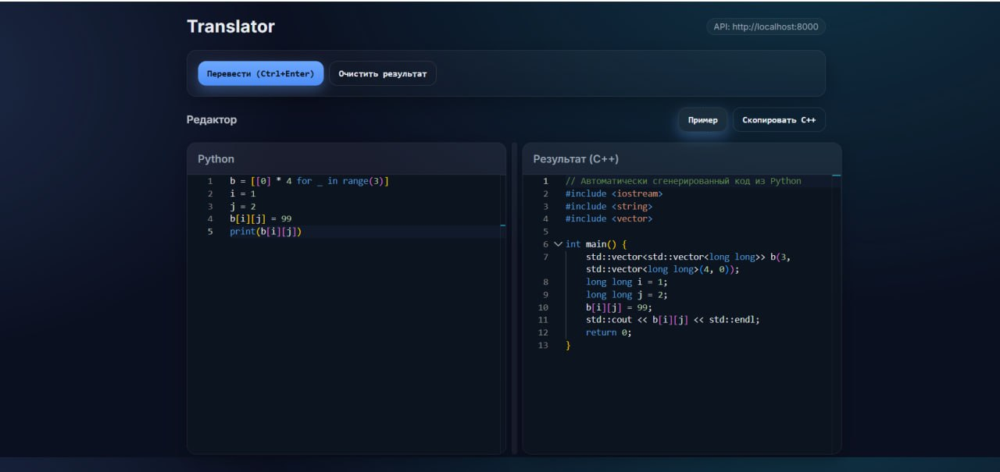 Translator
API: http://localhost:8000
Перевести (Ctrl+Enter)
Очистить результат
Редактор
Пример
Скопировать C++
Python
1 b = [[0] * 4 for _ in range(3)]
2 i = 1
3 j = 2
4 b[i][j] = 99
5 print(b[i][j])
Результат (C++)
1 // Автоматически сгенерированный код из Python
2 #include <iostream>
3 #include <string>
4 #include <vector>
5
6 int main() {
7 std::vector<std::vector<long long>> b(3,
std::vector<long long>(4, 0));
8 long long i = 1;
9 long long j = 2;
10 b[i][j] = 99;
11 std::cout << b[i][j] << std::endl;
12 return 0;
13 }